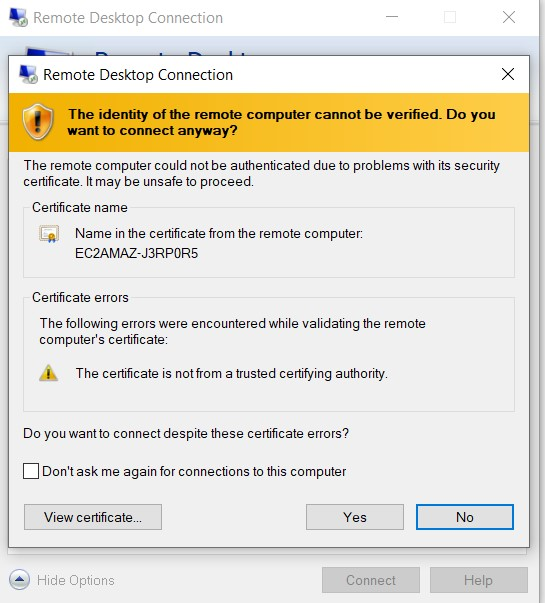 Remote Desktop Connection
Remote Desktop Connection
The identity of the remote computer cannot be verified. Do you
want to connect anyway?
The remote computer could not be authenticated due to problems with its security
certificate. It may be unsafe to proceed.
Certificate name
Name in the certificate from the remote computer:
EC2AMAZ-J3RP0R5
Certificate errors
The following errors were encountered while validating the remote
computer's certificate:
The certificate is not from a trusted certifying authority.
Do you want to connect despite these certificate errors?
Don't ask me again for connections to this computer
View certificate... Yes No
Hide Options Connect Help